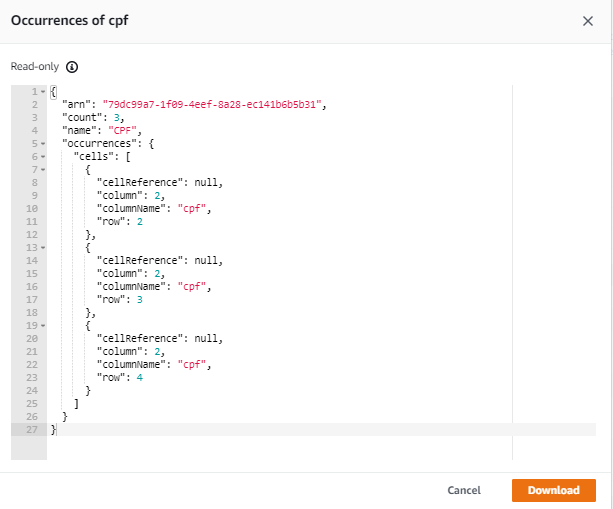 Occurrences of cpf
Read-only
1 {
2 "arn": "79dc99a7-1f09-4eef-8a28-ec141b6b5b31",
3 "count": 3,
4 "name": "CPF",
5 "occurrences": {
6 "cells": [
7 {
8 "cellReference": null,
9 "column": 2,
10 "columnName": "cpf",
11 "row": 2
12 },
13 {
14 "cellReference": null,
15 "column": 2,
16 "columnName": "cpf",
17 "row": 3
18 },
19 {
20 "cellReference": null,
21 "column": 2,
22 "columnName": "cpf",
23 "row": 4
24 }
25 ]
26 }
27 }
Cancel Download